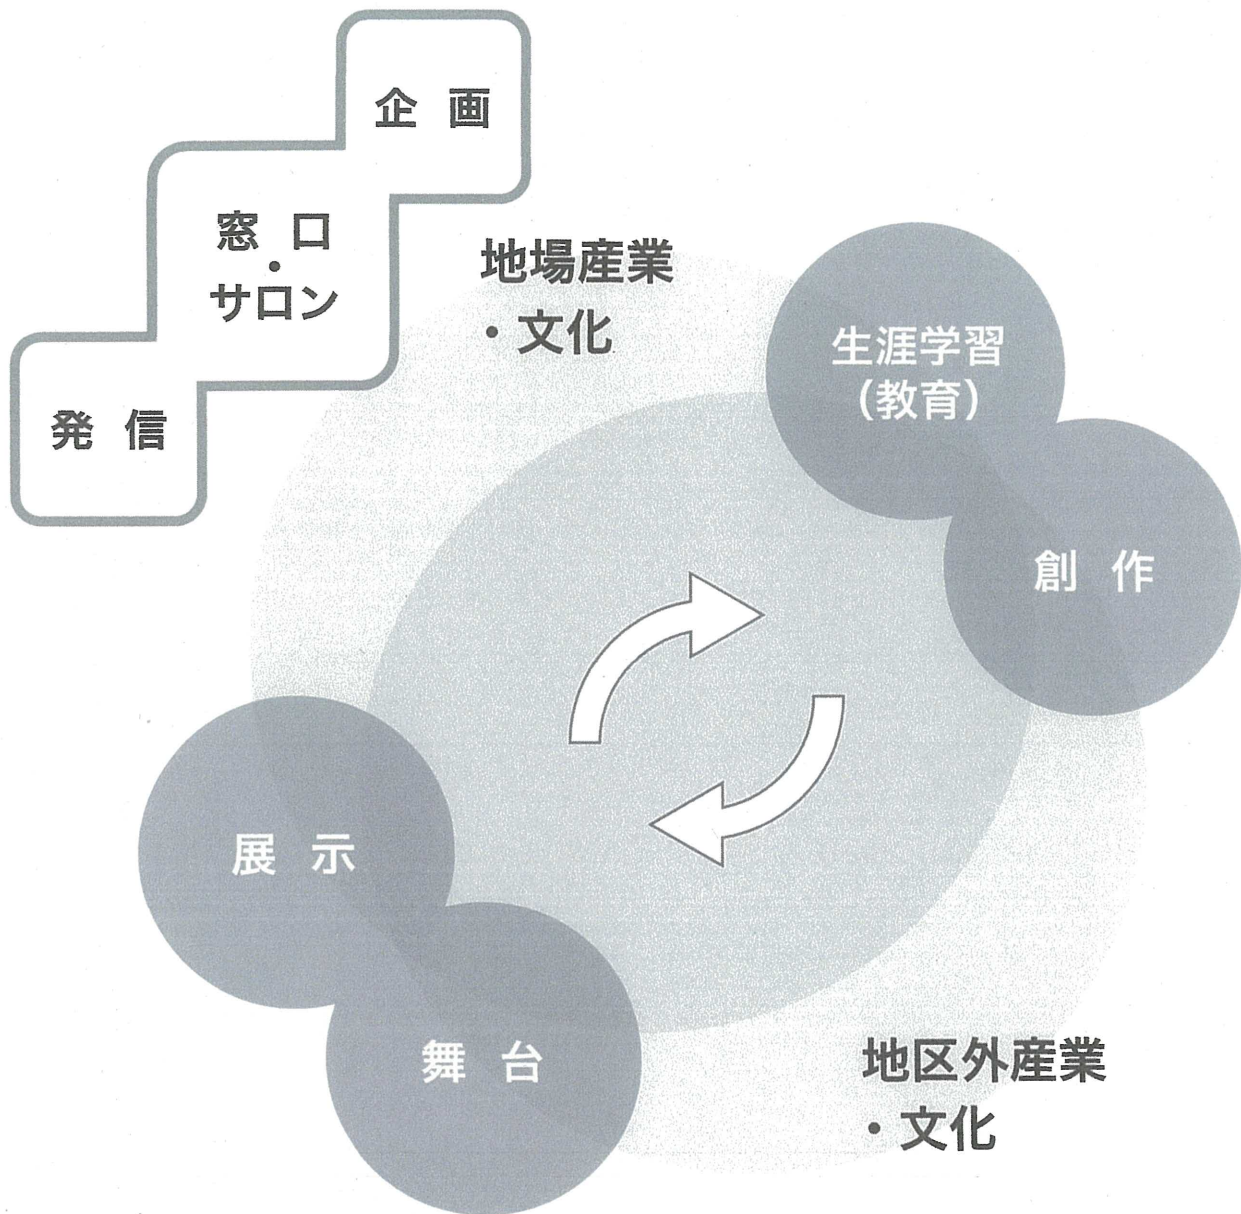 企画
窓口
・
サロン
発信
地場産業
・文化
生涯学習
（教育）
創作
展示
舞台
地区外産業
・文化